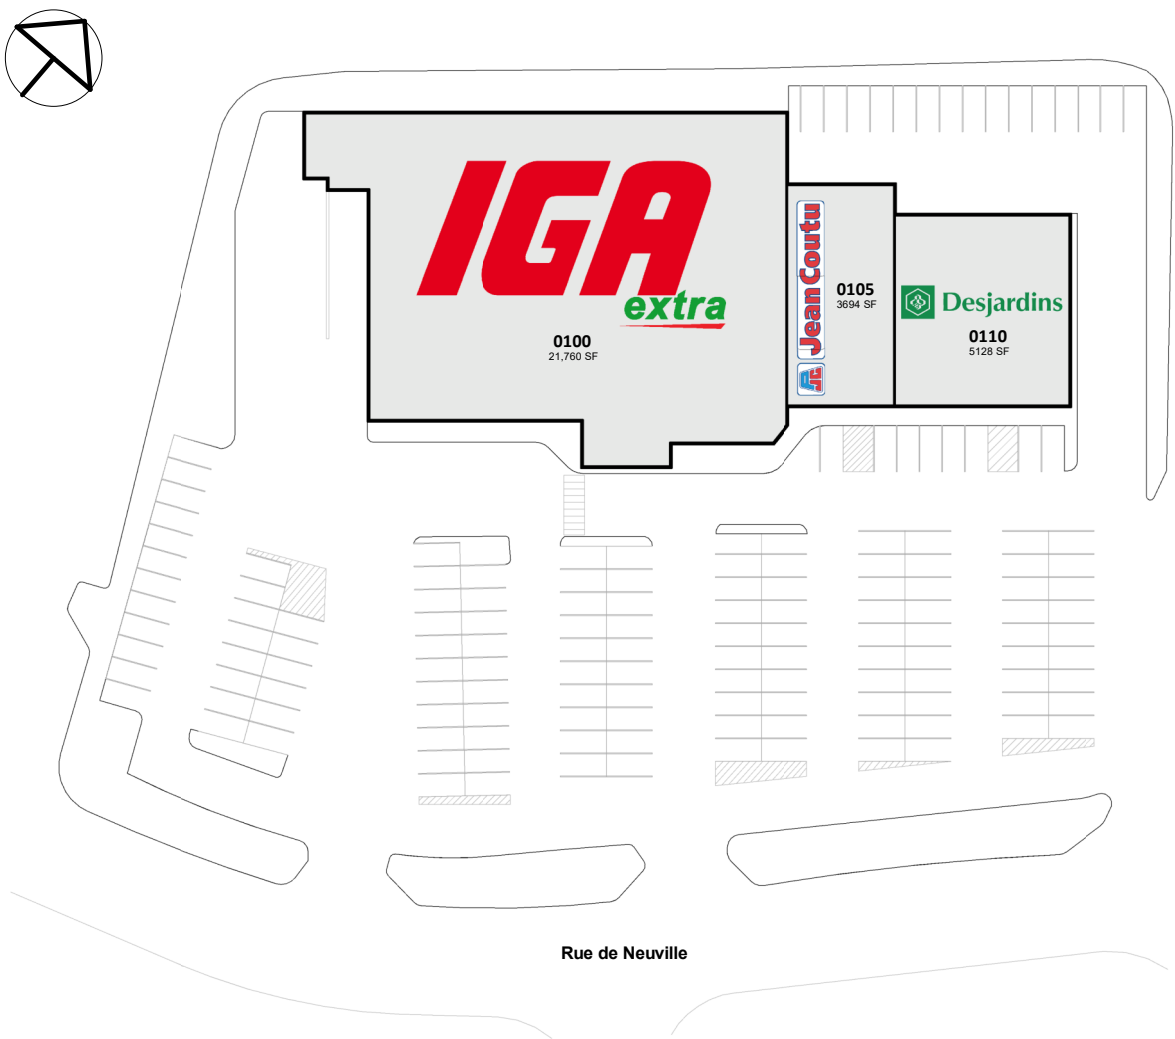 IGA
extra
0100
21,760 SF
Jean Coutu
0105
3694 SF
Desjardins
0110
5128 SF
Rue de Neuville